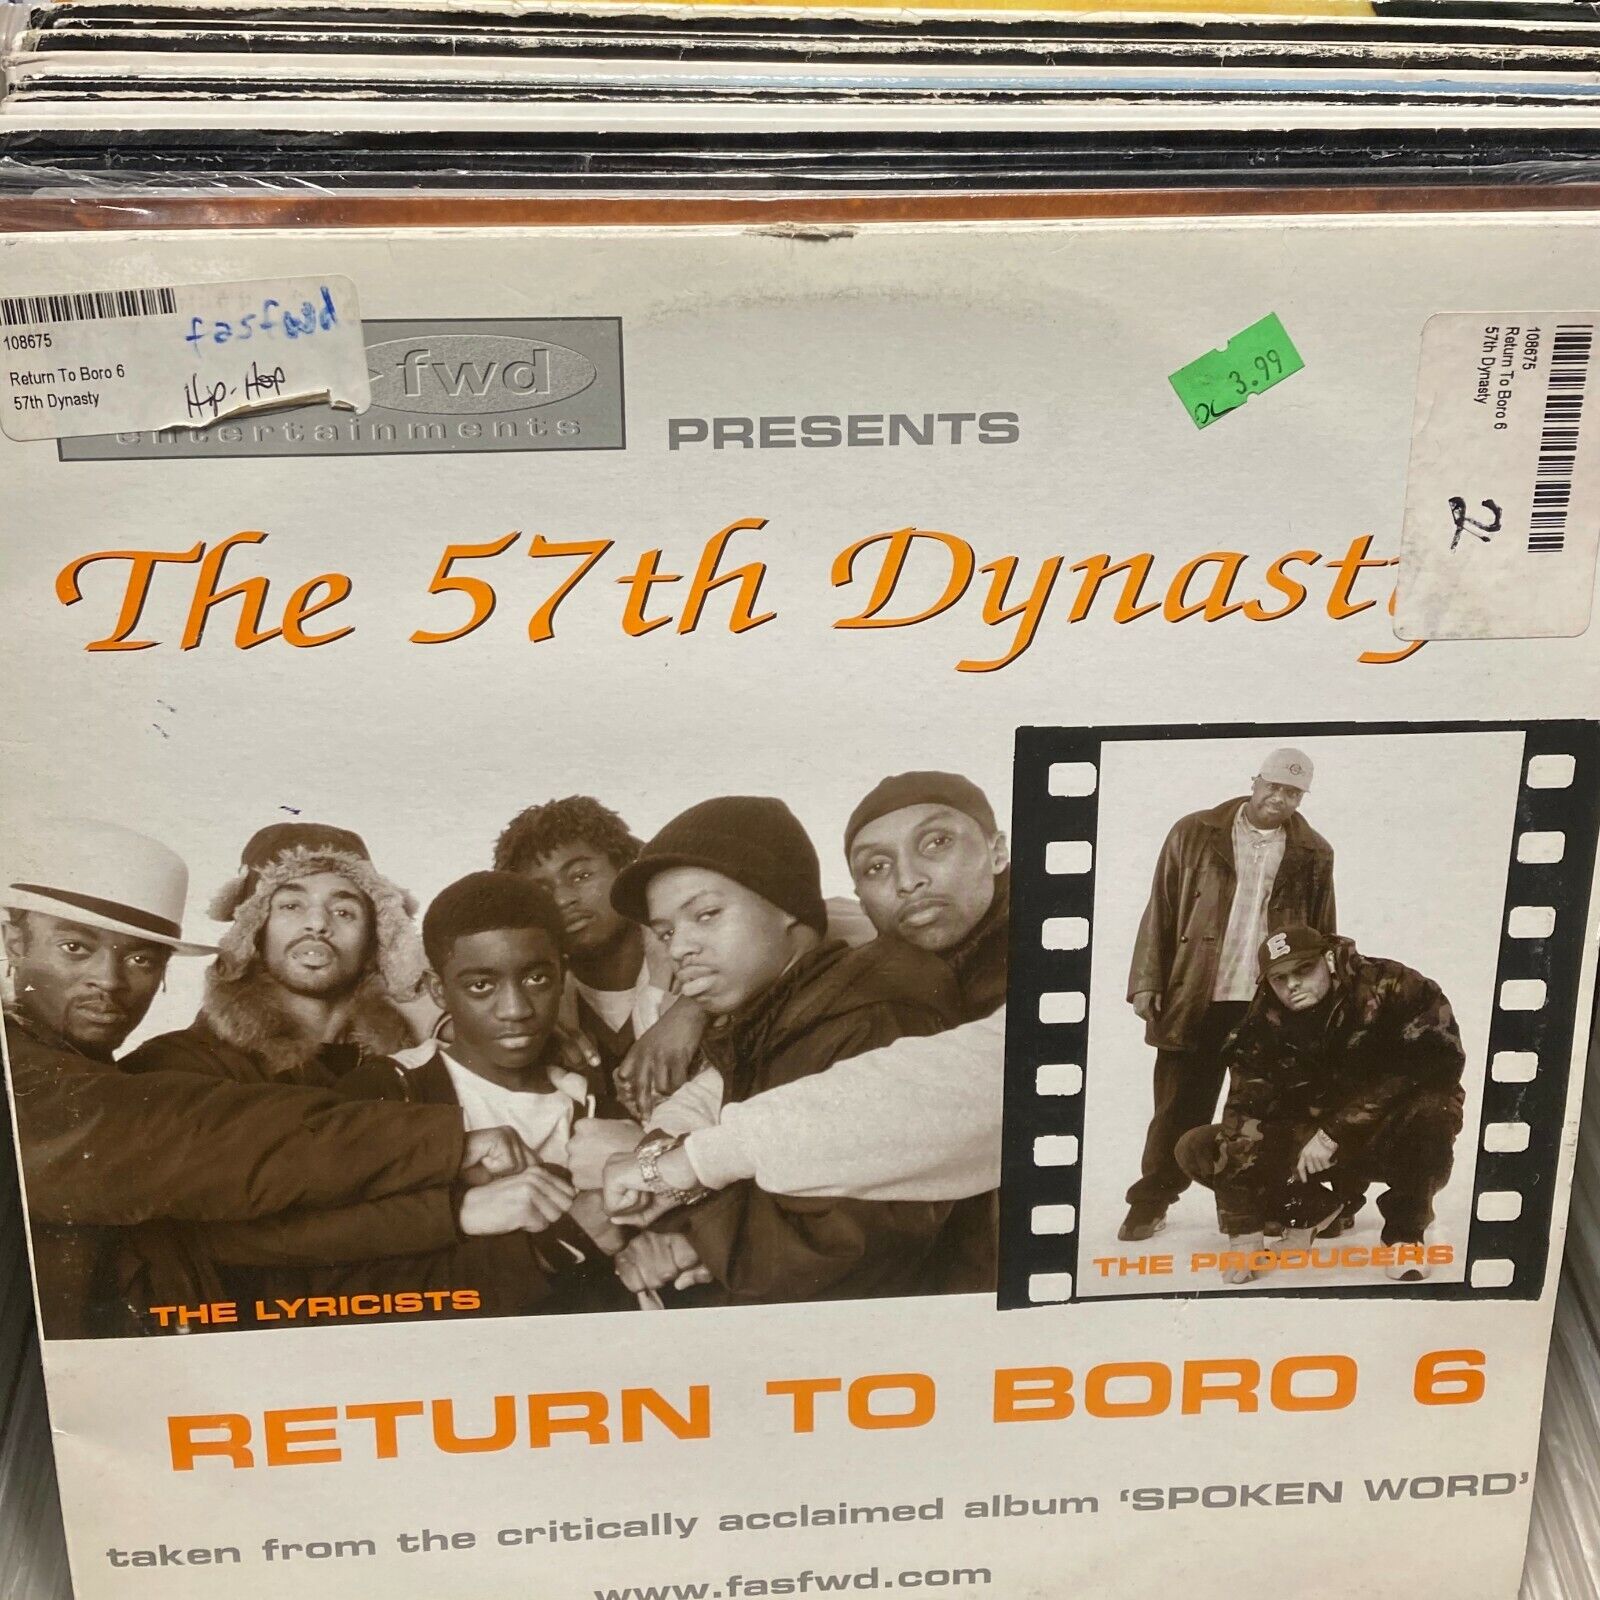 108675
fasfwd
Return To Boro 6
57th Dynasty
Hip-Hop
fwd
entertainments
PRESENTS
3.99
108675
Return To Boro 6
57th Dynasty
2
The 57th Dynasty
E
THE LYRICISTS
THE PRODUCERS
RETURN TO BORO 6
taken from the critically acclaimed album 'SPOKEN WORD'
www.fasfwd.com